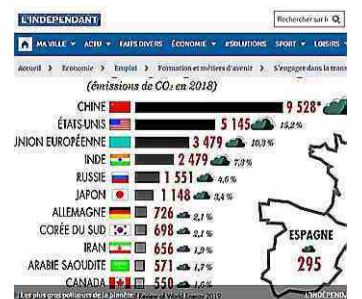 L'INDEPENDANT
Rechercher sur l
MA VILLE ACTU FAITS DIVERS ÉCONOMIE #SOLUTIONS SPORT LOISIRS
Accueil > Economie > Emploi > Formation et métiers d'avenir > S'engager dans la trans
(émissions de CO₂ en 2018)
CHINE 9 528*
ÉTATS-UNIS 5 145 15,2 %
UNION EUROPÉENNE 3 479 10,3 %
INDE 2 479 7,3 %
RUSSIE 1 551 4,6 %
JAPON 1 148 3,4 %
ALLEMAGNE 726 2,1 %
CORÉE DU SUD 698 2,1 %
IRAN 656 1,9 %
ARABIE SAOUDITE 571 1,7 %
CANADA 550
ESPAGNE
295
Les plus gros pollueurs de la planète. Review of World Energy 2019
L'INDÉPEN